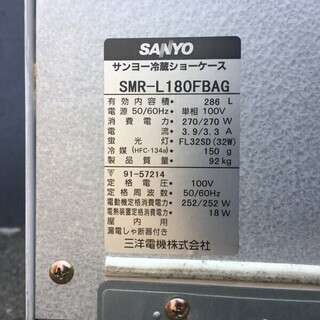 SANYO
サンヨー冷蔵ショーケース
SMR-L180FBAG
有効内容積• 286 L
電源 50/60Hz• 単相 100V
消費電力• 270/270 W
電流• 3.9/3.3 A
蛍光灯• FL32SD (32W)
冷媒 (HFC-134a)• 150 g
製品質量• 92kg
91-57214
定格電圧• 100V
定格周波数• 50/60Hz
電動機定格消費電力• 252/252 W
電熱装置定格消費電力• 18 W
屋内用
漏電しゃ断器付き
三洋電機株式会社